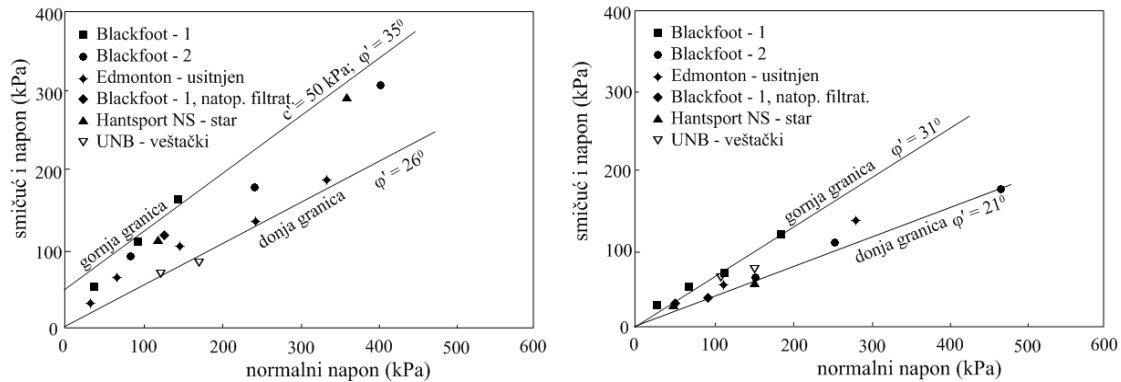 400
300
200
100
0
smičuć i napon (kPa)
■ Blackfoot - 1
● Blackfoot - 2
✦ Edmonton - usitnjen
◆ Blackfoot - 1, natop. filtrat.
▲ Hantsport NS - star
▽ UNB - veštački
gornja granica
c' = 50 kPa; φ' = 35⁰
donja granica
φ' = 26⁰
0 100 200 300 400 500 600
normalni napon (kPa)
400
300
200
100
0
smičuć i napon (kPa)
■ Blackfoot - 1
● Blackfoot - 2
✦ Edmonton - usitnjen
◆ Blackfoot - 1, natop. filtrat.
▲ Hantsport NS - star
▽ UNB - veštački
gornja granica φ' = 31⁰
donja granica φ' = 21⁰
0 100 200 300 400 500 600
normalni napon (kPa)